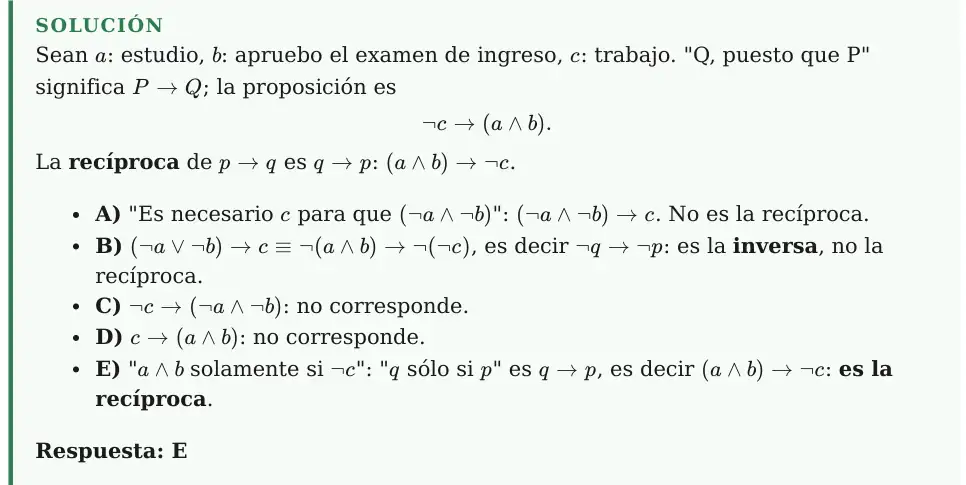 SOLUCIÓN
Sean a: estudio, b: apruebo el examen de ingreso, c: trabajo. "Q, puesto que P"
significa P → Q; la proposición es
¬c → (a ∧ b).
La recíproca de p → q es q → p: (a ∧ b) → ¬c.
• A) "Es necesario c para que (¬a ∧ ¬b)": (¬a ∧ ¬b) → c. No es la recíproca.
• B) (¬a ∨ ¬b) → c ≡ ¬(a ∧ b) → ¬(¬c), es decir ¬q → ¬p: es la inversa, no la
recíproca.
• C) ¬c → (¬a ∧ ¬b): no corresponde.
• D) c → (a ∧ b): no corresponde.
• E) "a ∧ b solamente si ¬c": "q sólo si p" es q → p, es decir (a ∧ b) → ¬c: es la
recíproca.
Respuesta: E